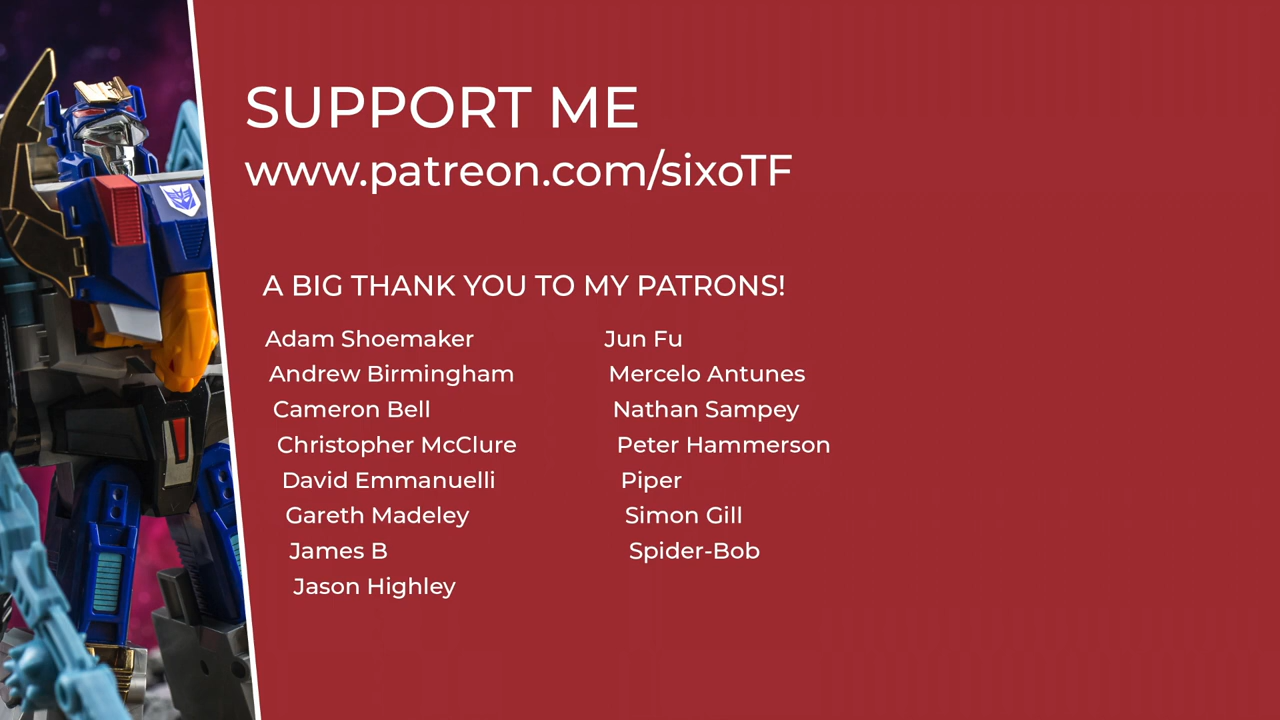 SUPPORT ME
www.patreon.com/sixoTF
A BIG THANK YOU TO MY PATRONS!
Adam Shoemaker
Andrew Birmingham
Cameron Bell
Christopher McClure
David Emmanuelli
Gareth Madeley
James B
Jason Highley
Jun Fu
Mercelo Antunes
Nathan Sampey
Peter Hammerson
Piper
Simon Gill
Spider-Bob